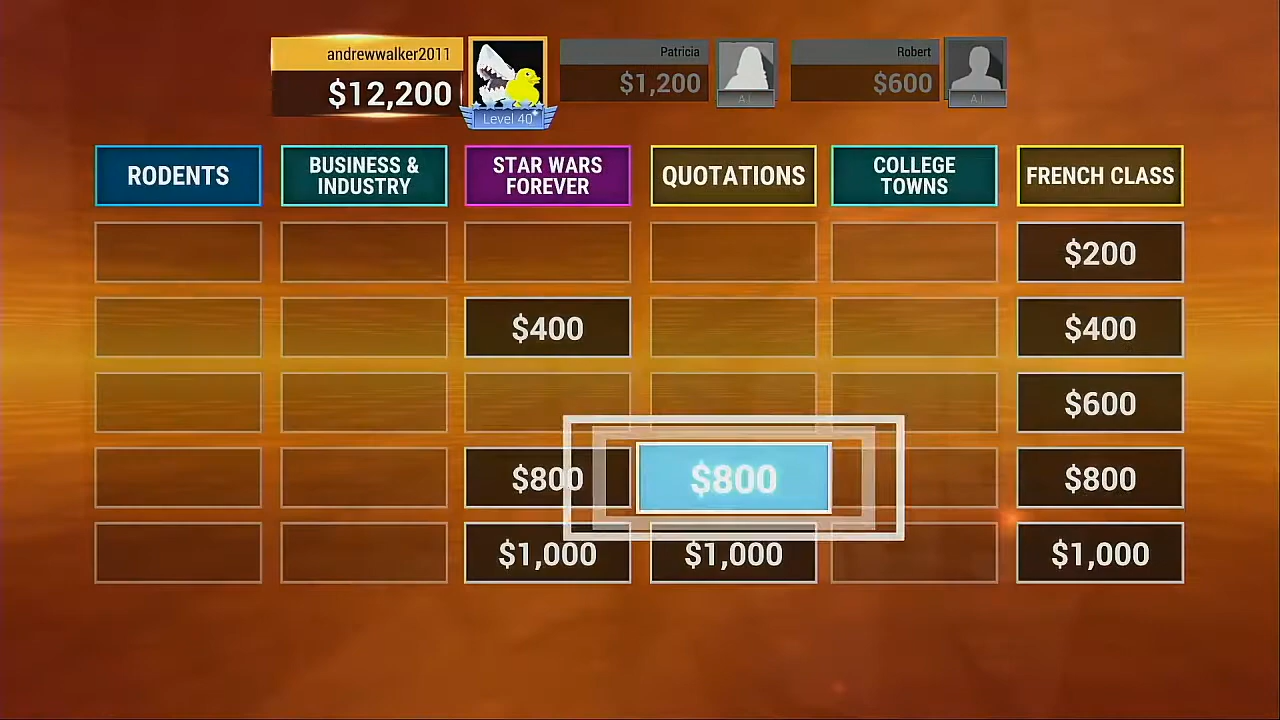 andrewwalker2011
$12,200
Level 40
Patricia
$1,200
A.I.
Robert
$600
A.I.
RODENTS
BUSINESS &
INDUSTRY
STAR WARS
FOREVER
QUOTATIONS
COLLEGE
TOWNS
FRENCH CLASS
$200
$400
$400
$600
$800
$800
$800
$1,000
$1,000
$1,000